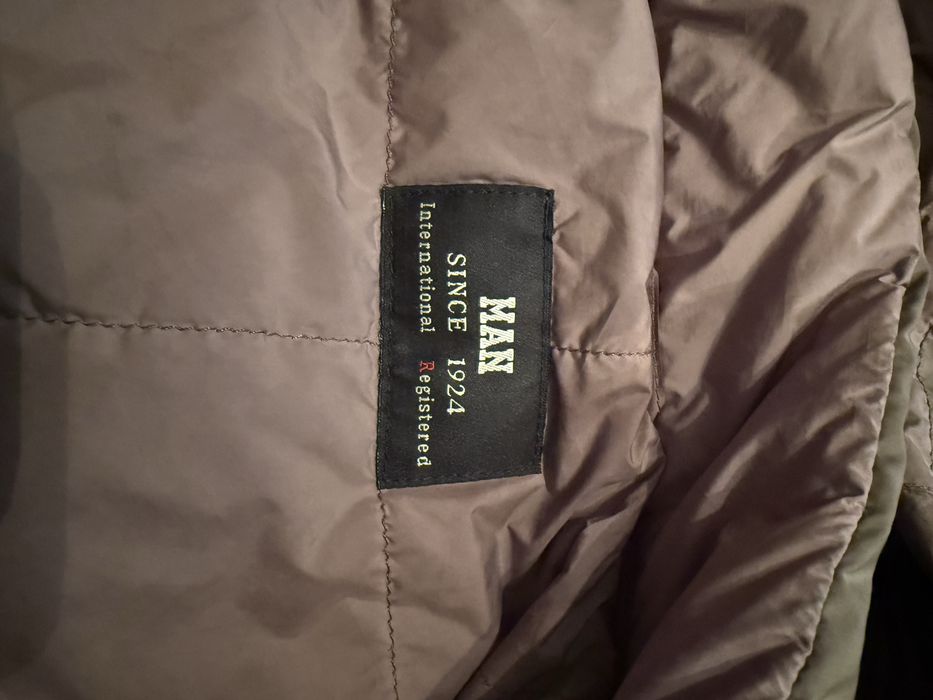 MAN
SINCE 1924
International Registered